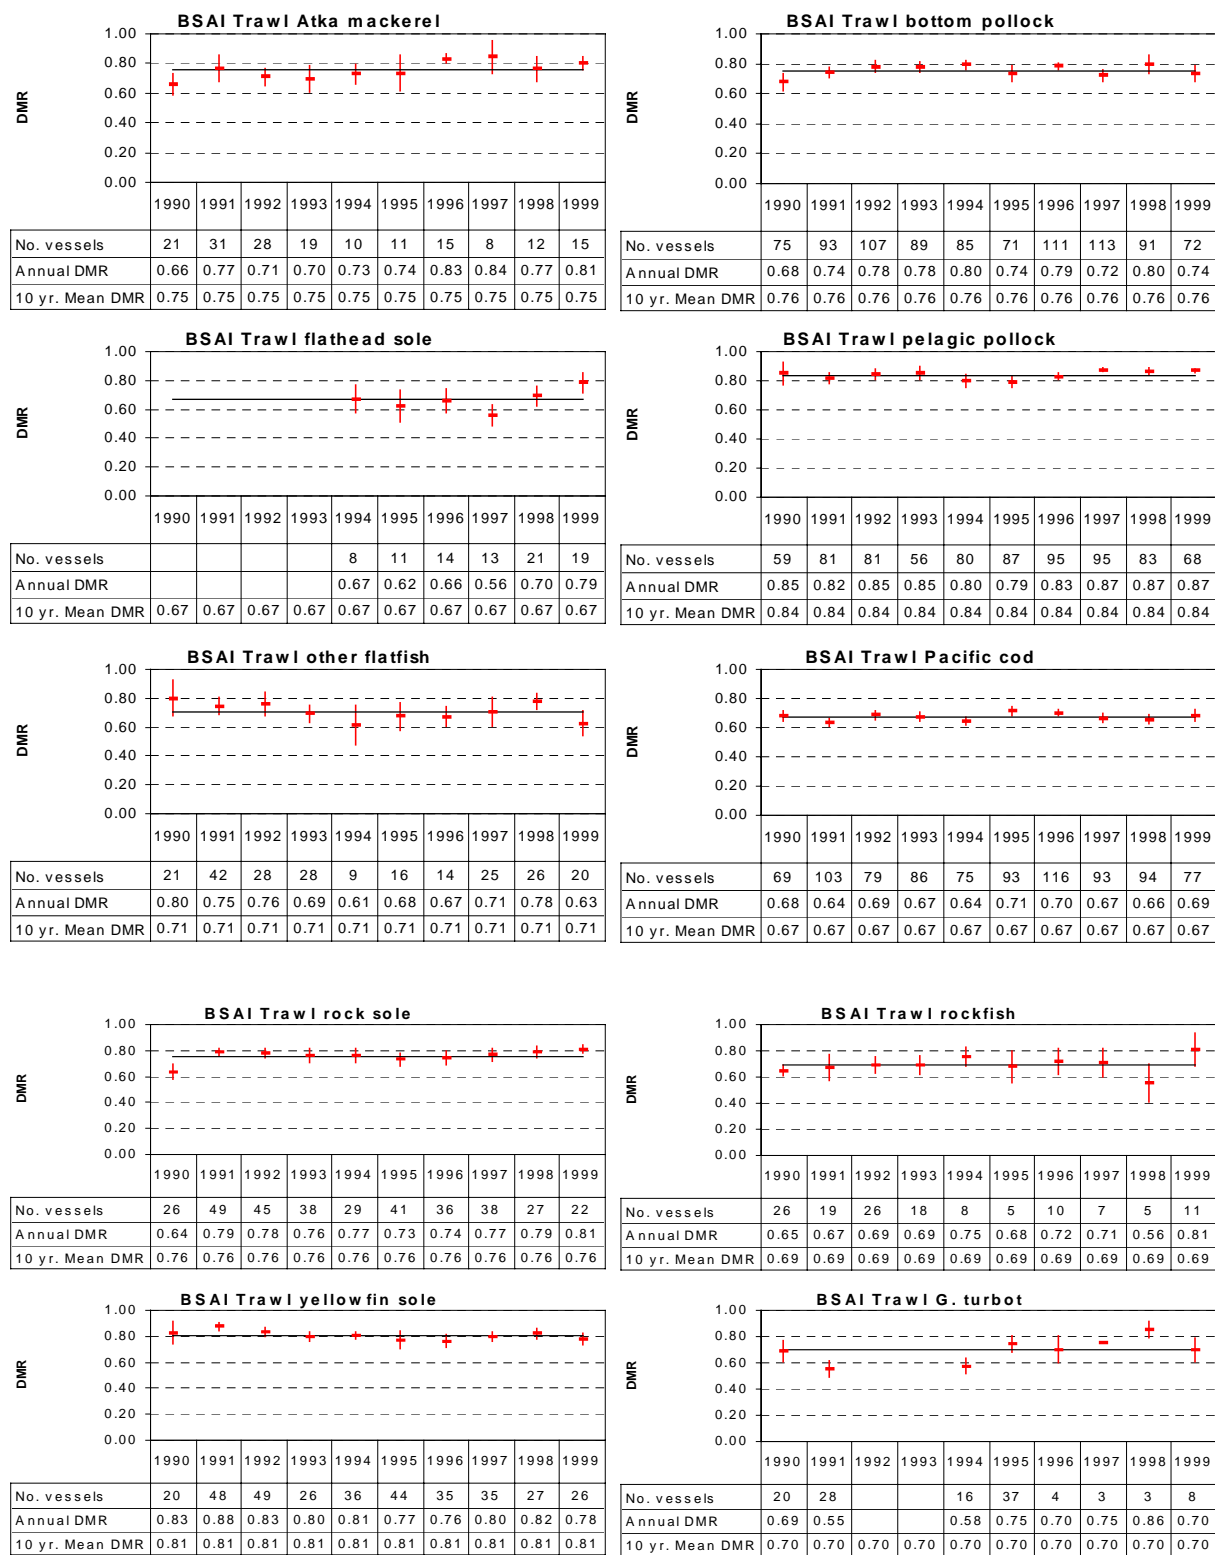 BSAI Trawl Atka mackerel
1.00
0.80
0.60
0.40
0.20
0.00
DMR
1990 1991 1992 1993 1994 1995 1996 1997 1998 1999
No. vessels 21 31 28 19 10 11 15 8 12 15
Annual DMR 0.66 0.77 0.71 0.70 0.73 0.74 0.83 0.84 0.77 0.81
10 yr. Mean DMR 0.75 0.75 0.75 0.75 0.75 0.75 0.75 0.75 0.75 0.75
BSAI Trawl bottom pollock
1.00
0.80
0.60
0.40
0.20
0.00
DMR
1990 1991 1992 1993 1994 1995 1996 1997 1998 1999
No. vessels 75 93 107 89 85 71 111 113 91 72
Annual DMR 0.68 0.74 0.78 0.78 0.80 0.74 0.79 0.72 0.80 0.74
10 yr. Mean DMR 0.76 0.76 0.76 0.76 0.76 0.76 0.76 0.76 0.76 0.76
BSAI Trawl flathead sole
1.00
0.80
0.60
0.40
0.20
0.00
DMR
1990 1991 1992 1993 1994 1995 1996 1997 1998 1999
No. vessels 8 11 14 13 21 19
Annual DMR 0.67 0.62 0.66 0.56 0.70 0.79
10 yr. Mean DMR 0.67 0.67 0.67 0.67 0.67 0.67 0.67 0.67 0.67 0.67
BSAI Trawl pelagic pollock
1.00
0.80
0.60
0.40
0.20
0.00
DMR
1990 1991 1992 1993 1994 1995 1996 1997 1998 1999
No. vessels 59 81 81 56 80 87 95 95 83 68
Annual DMR 0.85 0.82 0.85 0.85 0.80 0.79 0.83 0.87 0.87 0.87
10 yr. Mean DMR 0.84 0.84 0.84 0.84 0.84 0.84 0.84 0.84 0.84 0.84
BSAI Trawl other flatfish
1.00
0.80
0.60
0.40
0.20
0.00
DMR
1990 1991 1992 1993 1994 1995 1996 1997 1998 1999
No. vessels 21 42 28 28 9 16 14 25 26 20
Annual DMR 0.80 0.75 0.76 0.69 0.61 0.68 0.67 0.71 0.78 0.63
10 yr. Mean DMR 0.71 0.71 0.71 0.71 0.71 0.71 0.71 0.71 0.71 0.71
BSAI Trawl Pacific cod
1.00
0.80
0.60
0.40
0.20
0.00
DMR
1990 1991 1992 1993 1994 1995 1996 1997 1998 1999
No. vessels 69 103 79 86 75 93 116 93 94 77
Annual DMR 0.68 0.64 0.69 0.67 0.64 0.71 0.70 0.67 0.66 0.69
10 yr. Mean DMR 0.67 0.67 0.67 0.67 0.67 0.67 0.67 0.67 0.67 0.67
BSAI Trawl rock sole
1.00
0.80
0.60
0.40
0.20
0.00
DMR
1990 1991 1992 1993 1994 1995 1996 1997 1998 1999
No. vessels 26 49 45 38 29 41 36 38 27 22
Annual DMR 0.64 0.79 0.78 0.76 0.77 0.73 0.74 0.77 0.79 0.81
10 yr. Mean DMR 0.76 0.76 0.76 0.76 0.76 0.76 0.76 0.76 0.76 0.76
BSAI Trawl rockfish
1.00
0.80
0.60
0.40
0.20
0.00
DMR
1990 1991 1992 1993 1994 1995 1996 1997 1998 1999
No. vessels 26 19 26 18 8 5 10 7 5 11
Annual DMR 0.65 0.67 0.69 0.69 0.75 0.68 0.72 0.71 0.56 0.81
10 yr. Mean DMR 0.69 0.69 0.69 0.69 0.69 0.69 0.69 0.69 0.69 0.69
BSAI Trawl yellowfin sole
1.00
0.80
0.60
0.40
0.20
0.00
DMR
1990 1991 1992 1993 1994 1995 1996 1997 1998 1999
No. vessels 20 48 49 26 36 44 35 35 27 26
Annual DMR 0.83 0.88 0.83 0.80 0.81 0.77 0.76 0.80 0.82 0.78
10 yr. Mean DMR 0.81 0.81 0.81 0.81 0.81 0.81 0.81 0.81 0.81 0.81
BSAI Trawl G. turbot
1.00
0.80
0.60
0.40
0.20
0.00
DMR
1990 1991 1992 1993 1994 1995 1996 1997 1998 1999
No. vessels 20 28 16 37 4 3 3 8
Annual DMR 0.69 0.55 0.58 0.75 0.70 0.75 0.86 0.70
10 yr. Mean DMR 0.70 0.70 0.70 0.70 0.70 0.70 0.70 0.70 0.70 0.70